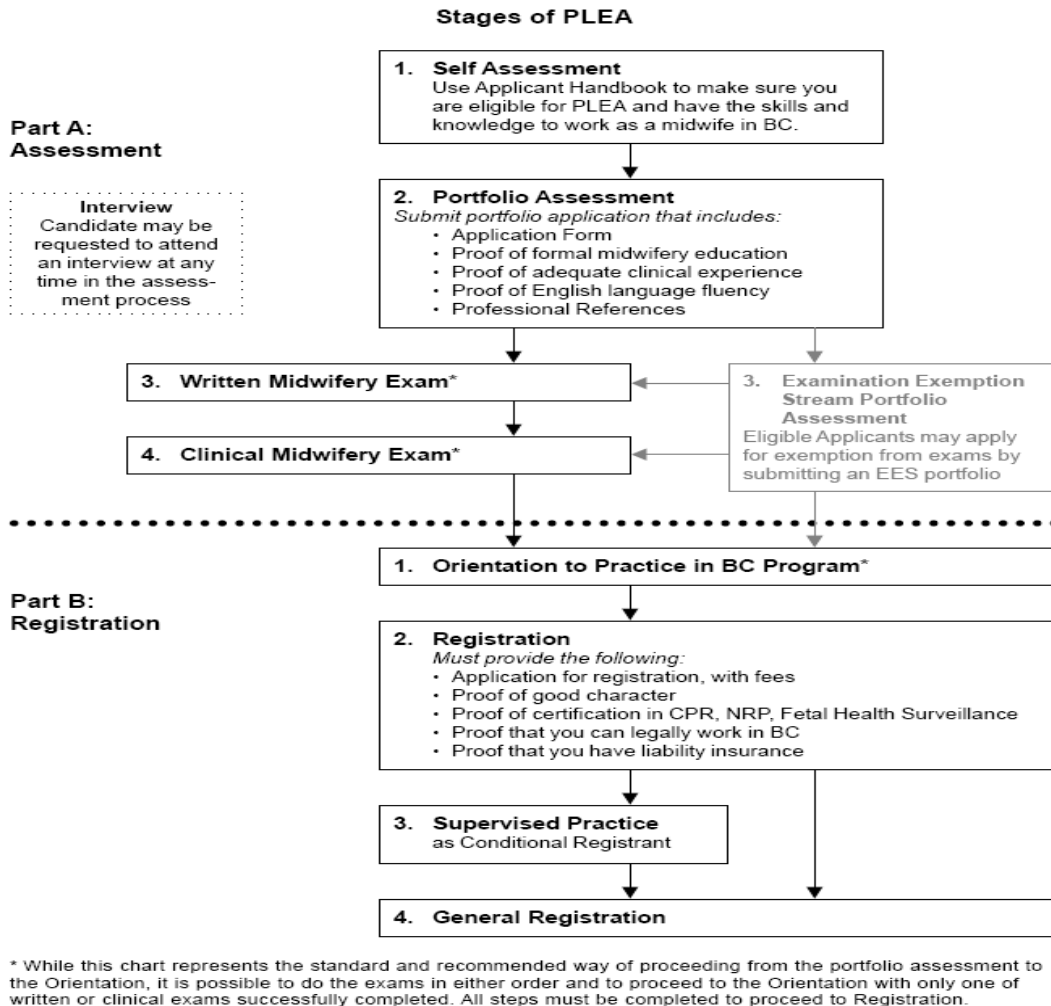 Stages of PLEA
1. Self Assessment
Use Applicant Handbook to make sure you
are eligible for PLEA and have the skills and
knowledge to work as a midwife in BC.
Part A:
Assessment
Interview
Candidate may be
requested to attend
an interview at any
time in the assess-
ment process
2. Portfolio Assessment
Submit portfolio application that includes:
• Application Form
• Proof of formal midwifery education
• Proof of adequate clinical experience
• Proof of English language fluency
• Professional References
3. Written Midwifery Exam*
4. Clinical Midwifery Exam*
3. Examination Exemption
Stream Portfolio
Assessment
Eligible Applicants may apply
for exemption from exams by
submitting an EES portfolio
1. Orientation to Practice in BC Program*
Part B:
Registration
2. Registration
Must provide the following:
• Application for registration, with fees
• Proof of good character
• Proof of certification in CPR, NRP, Fetal Health Surveillance
• Proof that you can legally work in BC
• Proof that you have liability insurance
3. Supervised Practice
as Conditional Registrant
4. General Registration
* While this chart represents the standard and recommended way of proceeding from the portfolio assessment to
the Orientation, it is possible to do the exams in either order and to proceed to the Orientation with only one of
written or clinical exams successfully completed. All steps must be completed to proceed to Registration.